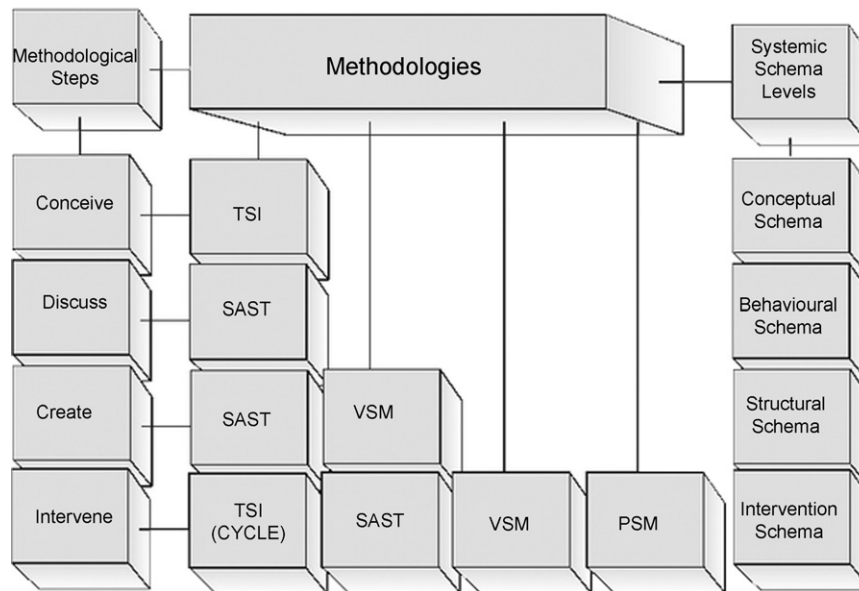 Methodological
Steps
Methodologies
Systemic
Schema
Levels
Conceive
TSI
Conceptual
Schema
Discuss
SAST
Behavioural
Schema
Create
SAST
VSM
Structural
Schema
Intervene
TSI
(CYCLE)
SAST
VSM
PSM
Intervention
Schema